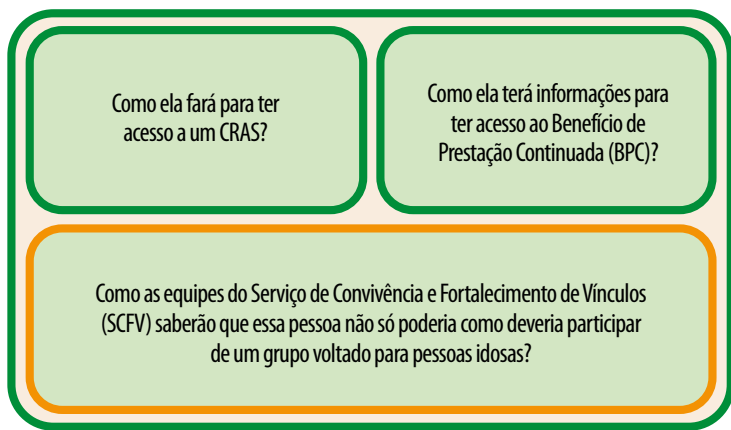 Como ela fará para ter
acesso a um CRAS?
Como ela terá informações para
ter acesso ao Benefício de
Prestação Continuada (BPC)?
Como as equipes do Serviço de Convivência e Fortalecimento de Vínculos
(SCFV) saberão que essa pessoa não só poderia como deveria participar
de um grupo voltado para pessoas idosas?